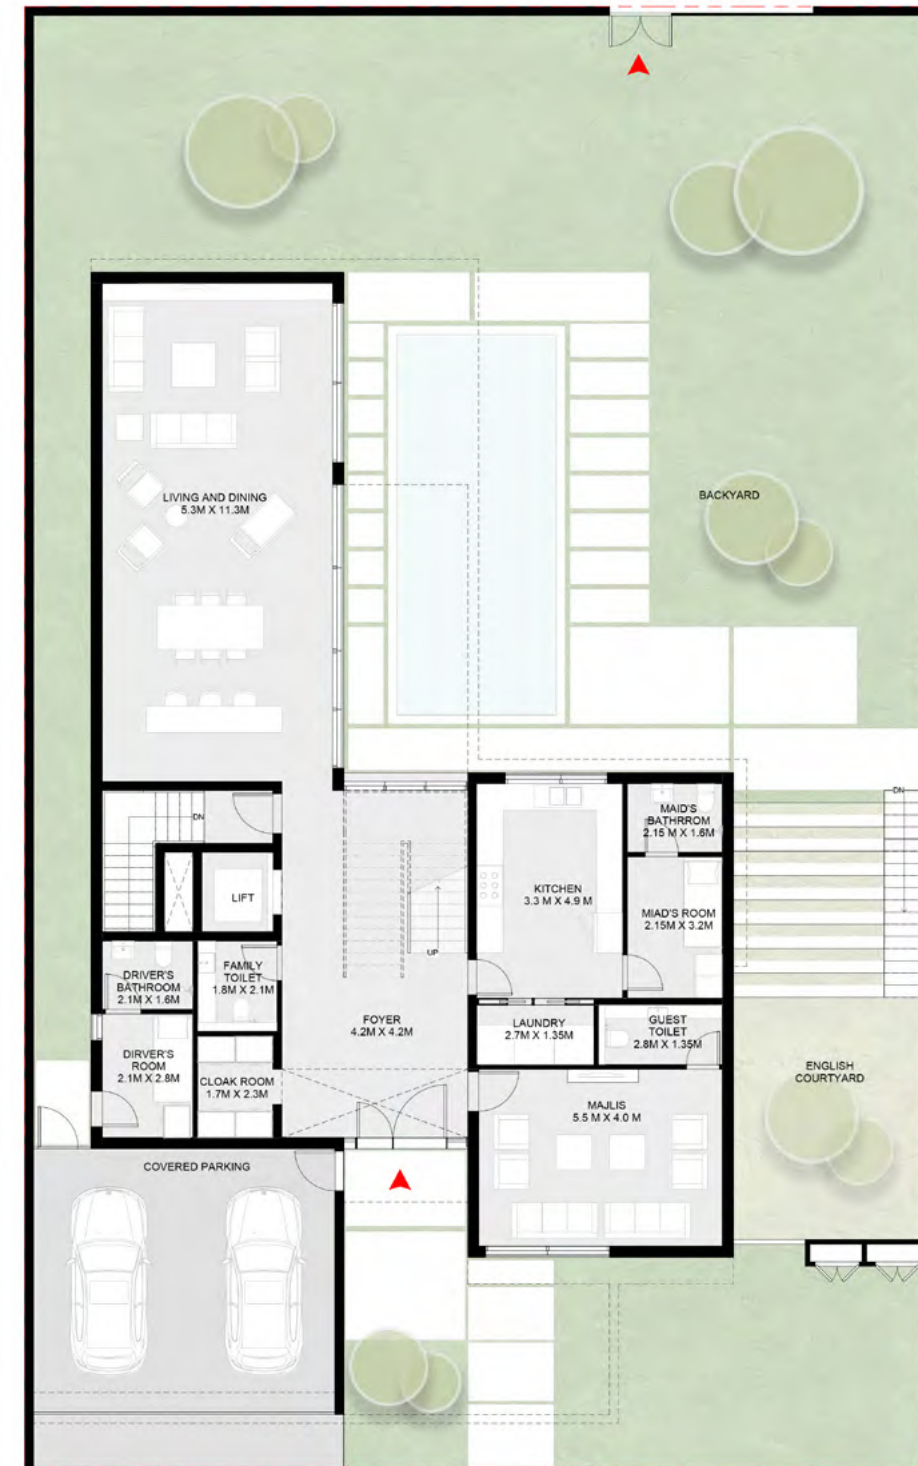 LIVING AND DINING
5.3M X 11.3M
BACKYARD
DN
LIFT
UP
KITCHEN
3.3 M X 4.9 M
MAID'S
BATHRROM
2.15 M X 1.6M
MIAD'S ROOM
2.15M X 3.2M
DN
DRIVER'S
BATHROOM
2.1M X 1.6M
FAMILY
TOILET
1.8M X 2.1M
FOYER
4.2M X 4.2M
LAUNDRY
2.7M X 1.35M
GUEST
TOILET
2.8M X 1.35M
DIRVER'S
ROOM
2.1M X 2.8M
CLOAK ROOM
1.7M X 2.3M
ENGLISH
COURTYARD
MAJLIS
5.5 M X 4.0 M
COVERED PARKING